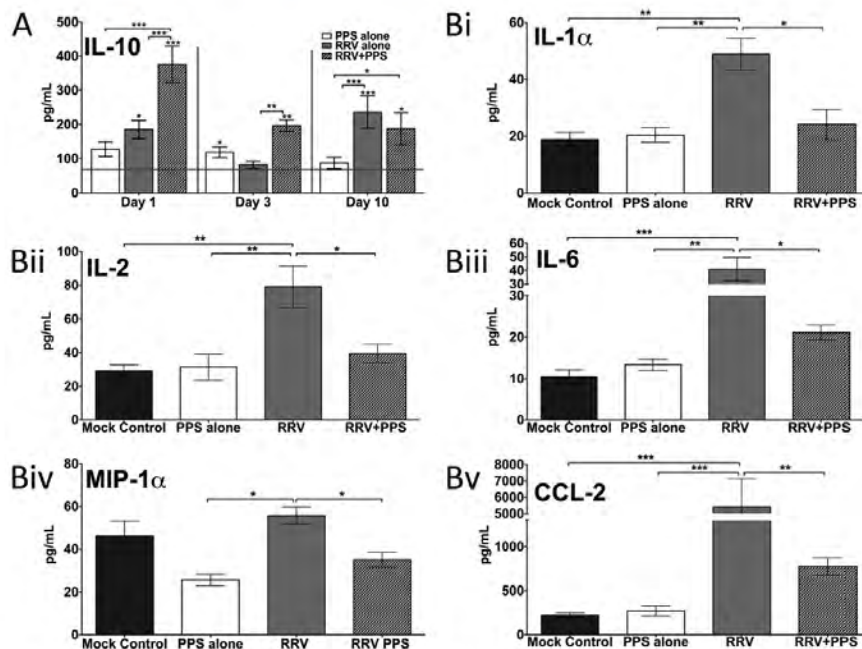 A
IL-10
PPS alone
RRV alone
RRV+PPS
***
***
***
*
*
**
**
*
***
***
*
pg/mL
500
400
300
200
100
0
Day 1
Day 3
Day 10
Bi
IL-1α
**
**
*
pg/mL
60
40
20
0
Mock Control
PPS alone
RRV
RRV+PPS
Bii
IL-2
**
**
*
pg/mL
100
80
60
40
20
0
Mock Control
PPS alone
RRV
RRV+PPS
Biii
IL-6
***
**
*
pg/mL
60
50
40
30
30
20
10
0
Mock Control
PPS alone
RRV
RRV+PPS
Biv
MIP-1α
*
*
pg/mL
80
60
40
20
0
Mock Control
PPS alone
RRV
RRV PPS
Bv
CCL-2
***
***
**
pg/mL
8000
7000
6000
5000
1000
500
0
Mock Control
PPS alone
RRV
RRV+PPS